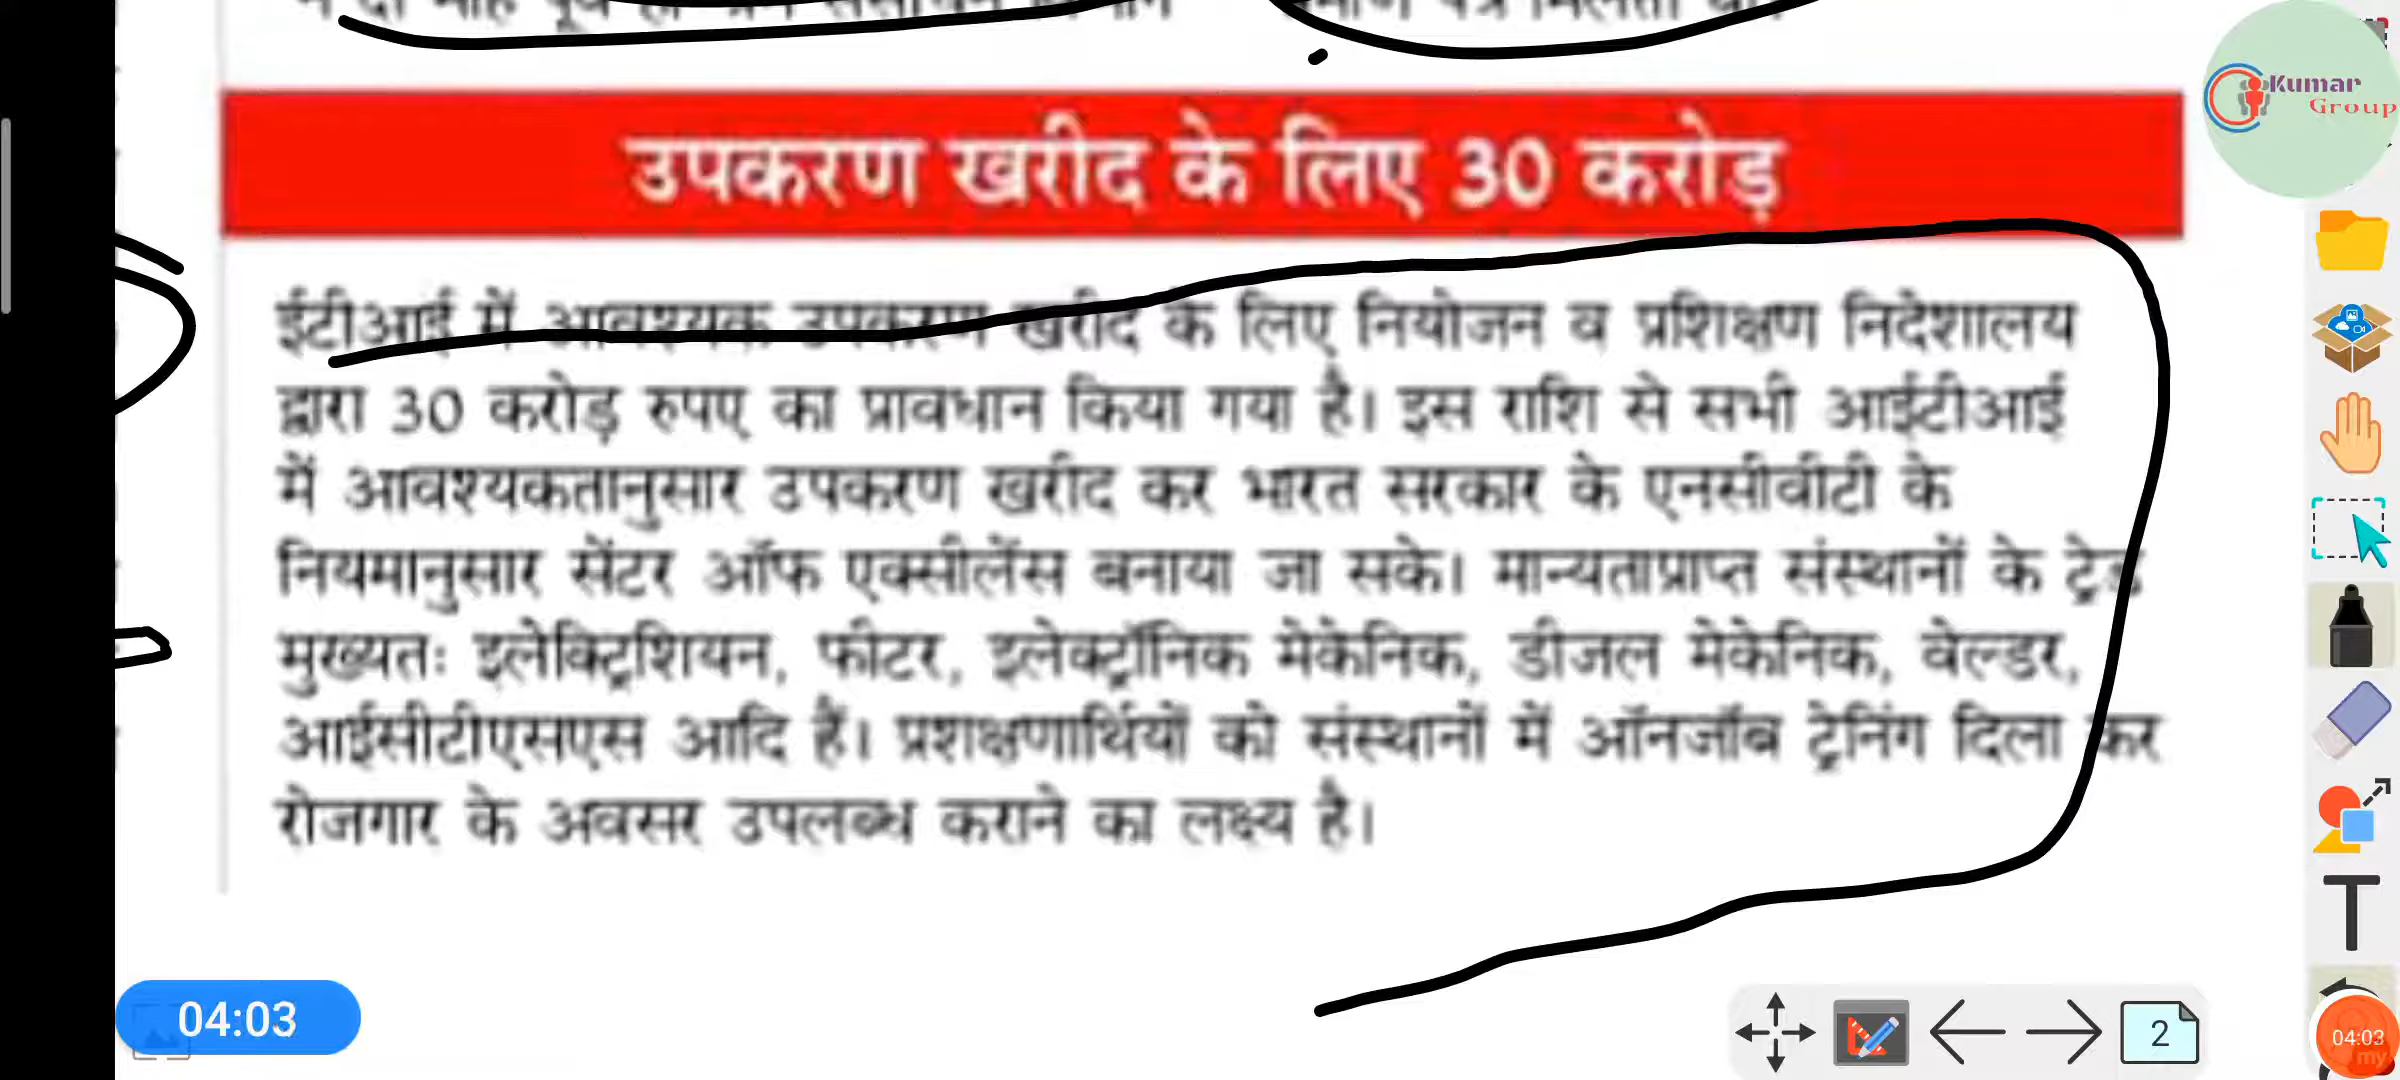 Kumar
Group
उपकरण खरीद के लिए 30 करोड़
ईटीआई में आवश्यक उपकरण खरीद के लिए नियोजन व प्रशिक्षण निदेशालय
द्वारा 30 करोड़ रुपए का प्रावधान किया गया है। इस राशि से सभी आईटीआई
में आवश्यकतानुसार उपकरण खरीद कर भारत सरकार के एनसीवीटी के
नियमानुसार सेंटर ऑफ एक्सीलेंस बनाया जा सके। मान्यताप्राप्त संस्थानों के ट्रेड
मुख्यतः इलेक्ट्रिशियन, फीटर, इलेक्ट्रॉनिक मेकेनिक, डीजल मेकेनिक, वेल्डर,
आईसीटीएसएस आदि हैं। प्रशक्षणार्थियों को संस्थानों में ऑनजॉब ट्रेनिंग दिला कर
रोजगार के अवसर उपलब्ध कराने का लक्ष्य है।
04:03
2
04:03